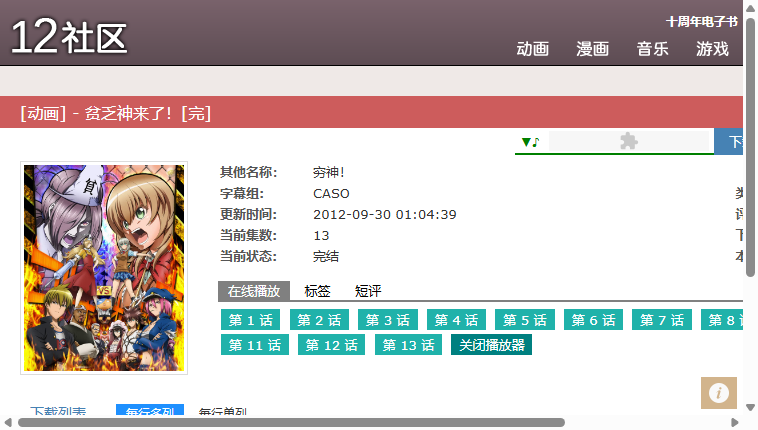 12社区
十周年电子书
动画 漫画 音乐 游戏
[动画] - 贫乏神来了! [完]
▼♪
其他名称： 穷神！
字幕组： CASO
更新时间： 2012-09-30 01:04:39
当前集数： 13
当前状态： 完结
在线播放 标签 短评
第 1 话 第 2 话 第 3 话 第 4 话 第 5 话 第 6 话 第 7 话 第 8
第 11 话 第 12 话 第 13 话 关闭播放器
貧
VS
下载列表 每行多列 每行单列